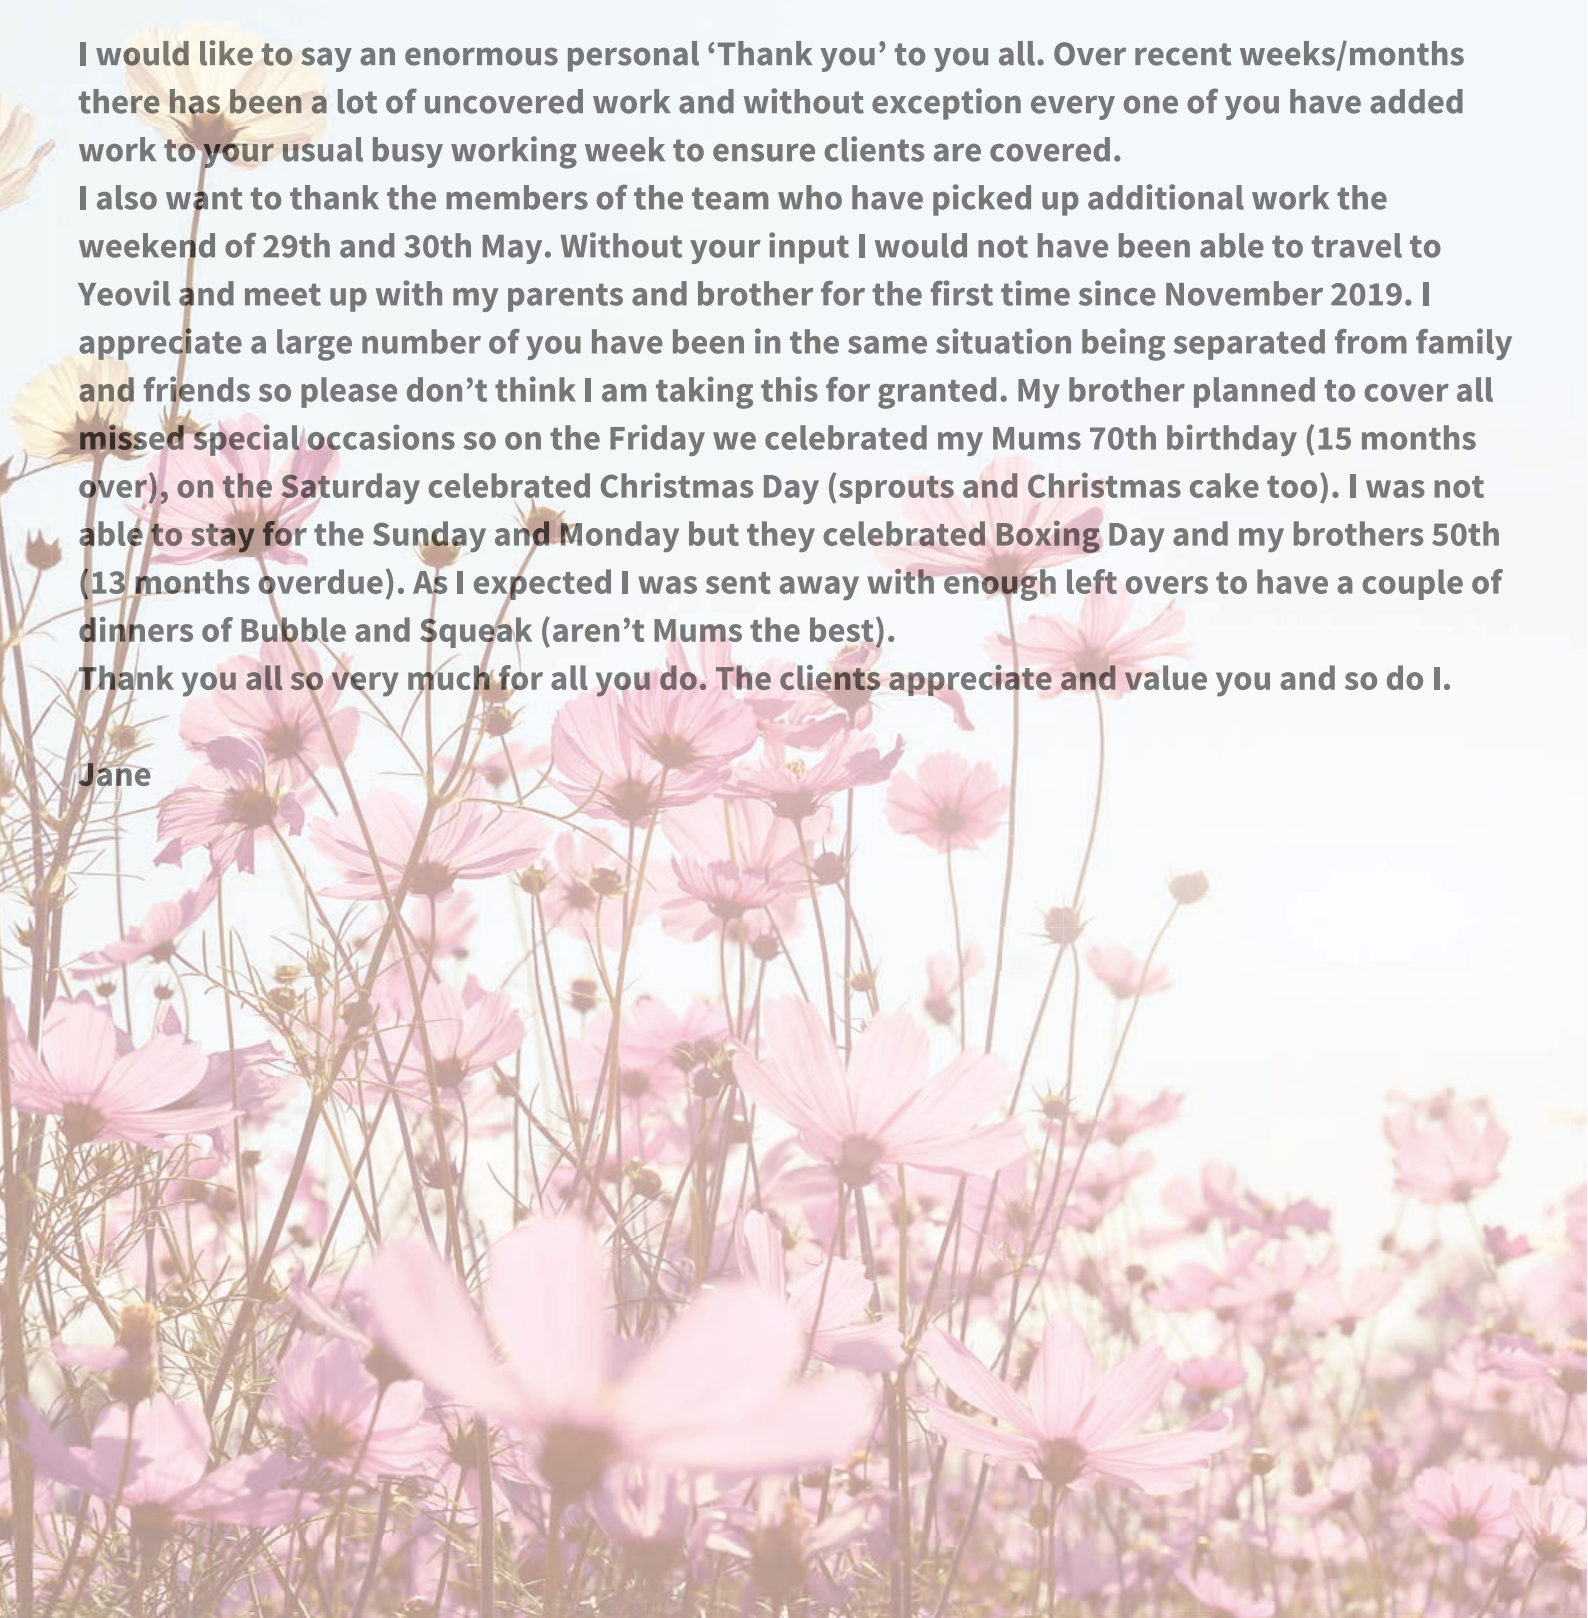 I would like to say an enormous personal ‘Thank you’ to you all. Over recent weeks/months
there has been a lot of uncovered work and without exception every one of you have added
work to your usual busy working week to ensure clients are covered.
I also want to thank the members of the team who have picked up additional work the
weekend of 29th and 30th May. Without your input I would not have been able to travel to
Yeovil and meet up with my parents and brother for the first time since November 2019. I
appreciate a large number of you have been in the same situation being separated from family
and friends so please don’t think I am taking this for granted. My brother planned to cover all
missed special occasions so on the Friday we celebrated my Mums 70th birthday (15 months
over), on the Saturday celebrated Christmas Day (sprouts and Christmas cake too). I was not
able to stay for the Sunday and Monday but they celebrated Boxing Day and my brothers 50th
(13 months overdue). As I expected I was sent away with enough left overs to have a couple of
dinners of Bubble and Squeak (aren’t Mums the best).
Thank you all so very much for all you do. The clients appreciate and value you and so do I.
Jane